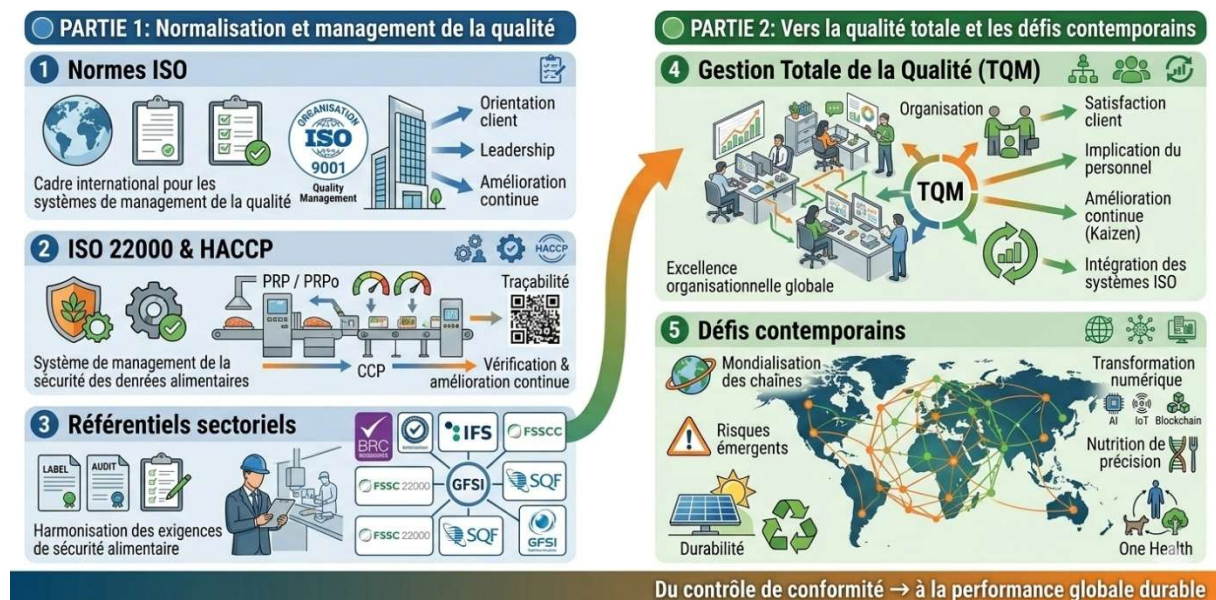 PARTIE 1: Normalisation et management de la qualité
1 Normes ISO
ORGANISATION
ISO
9001
Quality
Management
Orientation
client
Leadership
Amélioration
continue
Cadre international pour les
systèmes de management de la qualité
2 ISO 22000 & HACCP
HACCP
PRP / PRPo
Traçabilité
Système de management de la
sécurité des denrées alimentaires
CCP
Vérification &
amélioration continue
3 Référentiels sectoriels
LABEL
AUDIT
Harmonisation des exigences
de sécurité alimentaire
BRC
IFS
FSSCC
FSSC 22000
GFSI
SQF
FSSC 22000
SQF
GFSI
PARTIE 2: Vers la qualité totale et les défis contemporains
4 Gestion Totale de la Qualité (TQM)
Organisation
TQM
Satisfaction
client
Implication du
personnel
Amélioration
continue
(Kaizen)
Intégration des
systèmes ISO
Excellence
organisationnelle globale
5 Défis contemporains
Mondialisation
des chaînes
Risques
émergents
Durabilité
Transformation
numérique
AI IoT Blockchain
Nutrition de
précision
One Health
Du contrôle de conformité → à la performance globale durable